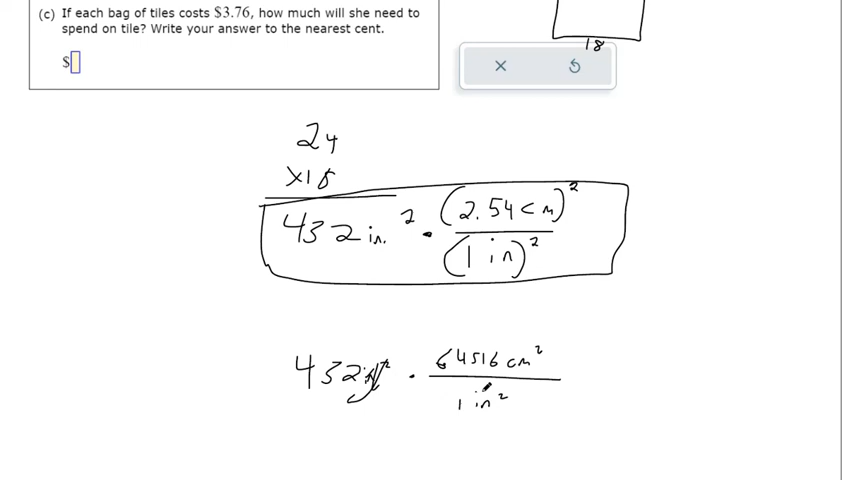 (c) If each bag of tiles costs $3.76, how much will she need to
spend on tile? Write your answer to the nearest cent.
$
18
24
×18
432 in.² · (2.54 cm)² / (1 in)²
432 in² · 6.4516 cm² / 1 in²